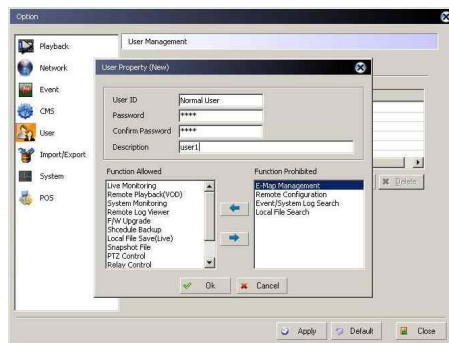 Option
Playback
Network
Event
CMS
User
Import/Export
System
POS
User Management
User Property (New)
User ID
Normal User
Password
****
Confirm Password
****
Description
user1
Function Allowed
Live Monitoring
Remote Playback(VOD)
System Monitoring
Remote Log Viewer
F/W Upgrade
Shcedule Backup
Local File Save(Live)
Snapshot File
PTZ Control
Relay Control
Function Prohibited
E-Map Management
Remote Configuration
Event/System Log Search
Local File Search
Delete
Ok
Cancel
Apply
Default
Close